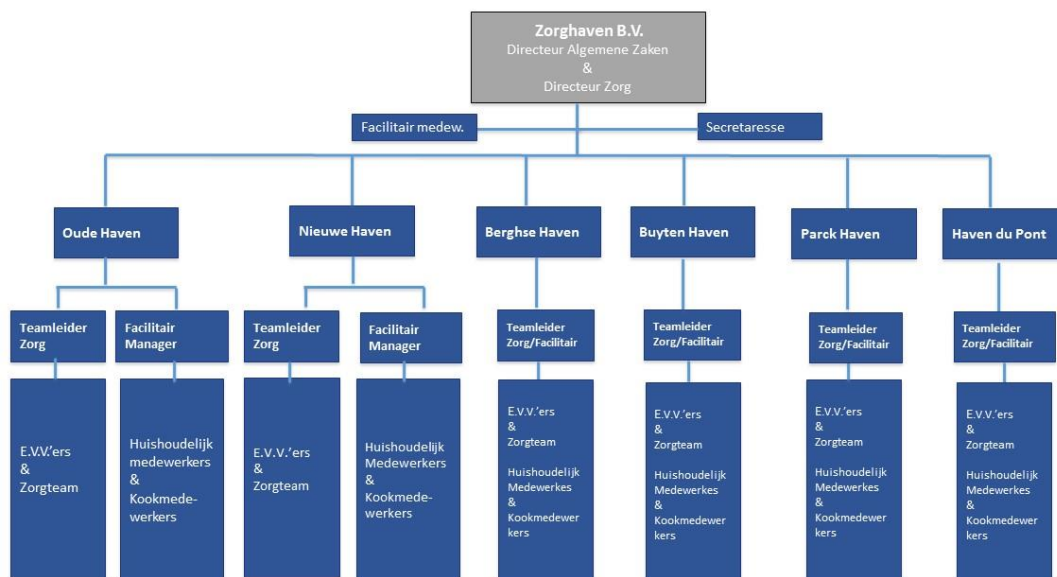 Zorghaven B.V.
Directeur Algemene Zaken
&
Directeur Zorg
Facilitair medew.
Secretaresse
Oude Haven
Nieuwe Haven
Berghse Haven
Buyten Haven
Parck Haven
Haven du Pont
Teamleider
Zorg
Facilitair
Manager
Teamleider
Zorg
Facilitair
Manager
Teamleider
Zorg/Facilitair
Teamleider
Zorg/Facilitair
Teamleider
Zorg/Facilitair
Teamleider
Zorg/Facilitair
E.V.V.’ers
&
Zorgteam
Huishoudelijk
medewerkers
&
Kookmede-
werkers
E.V.V.’ers
&
Zorgteam
Huishoudelijk
Medewerkers
&
Kookmede-
werkers
E.V.V.’ers
&
Zorgteam
Huishoudelijk
Medewerkes
&
Kookmedewer
kers
E.V.V.’ers
&
Zorgteam
Huishoudelijk
Medewerkes
&
Kookmedewer
kers
E.V.V.’ers
&
Zorgteam
Huishoudelijk
Medewerkes
&
Kookmedewer
kers
E.V.V.’ers
&
Zorgteam
Huishoudelijk
Medewerkes
&
Kookmedewer
kers